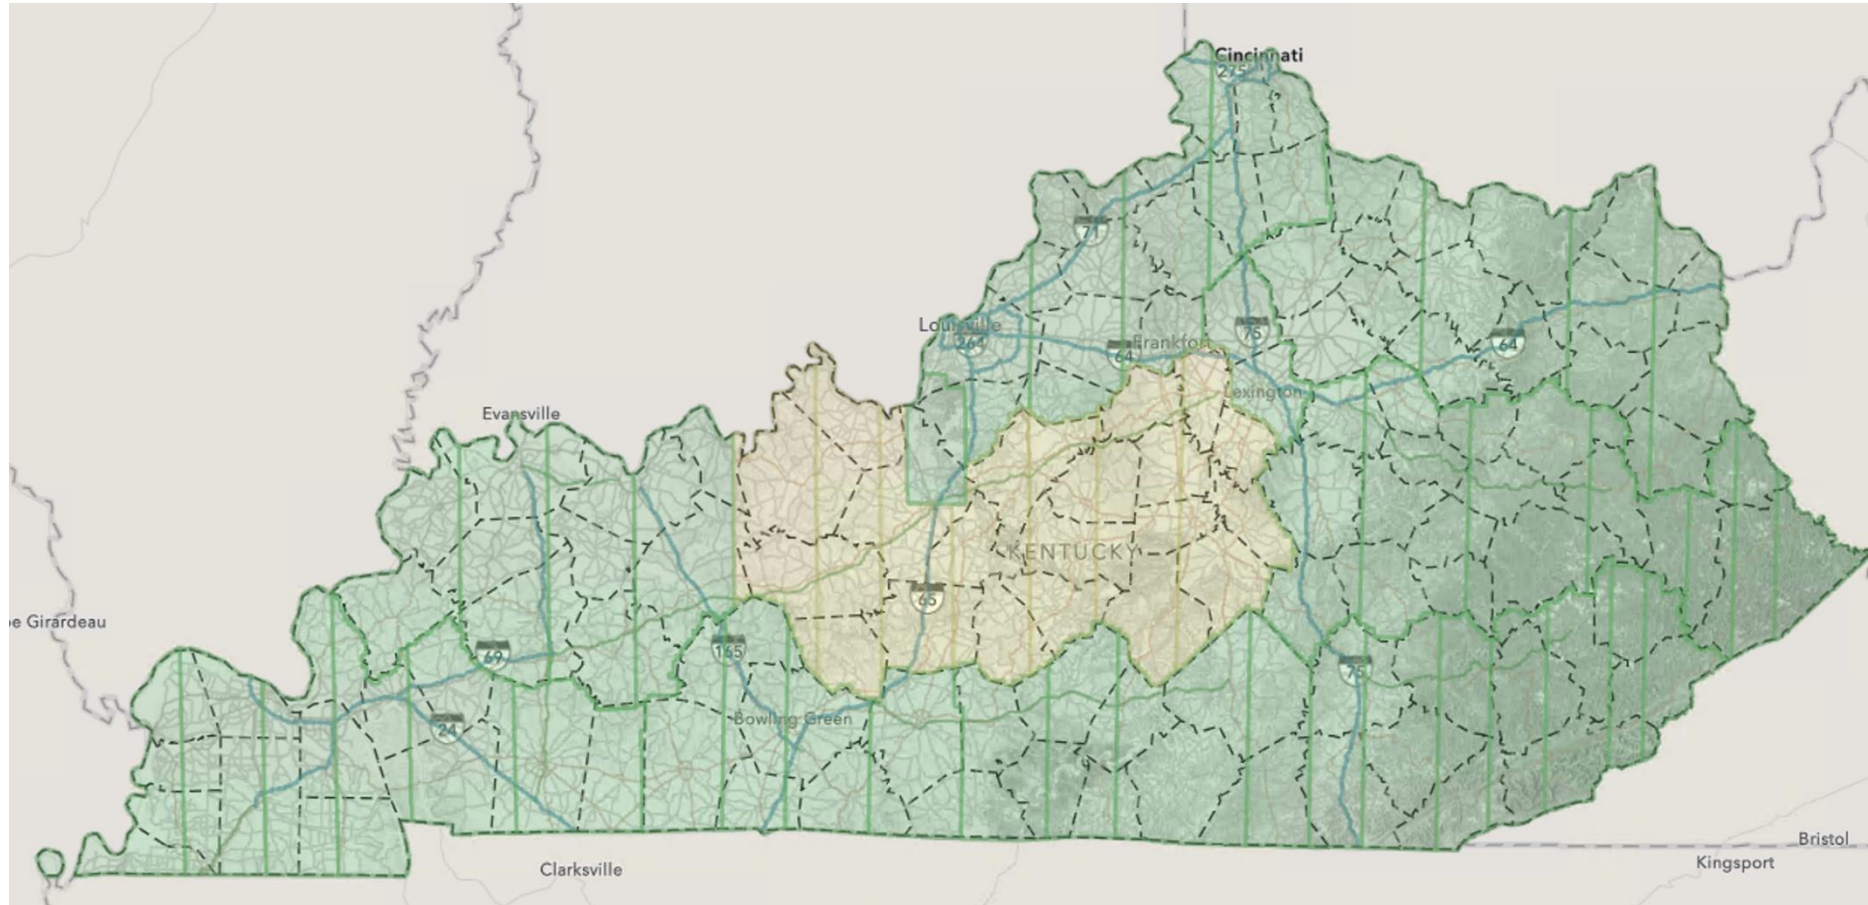 Cincinnati
275
71
Louisville
264
64
Frankfort
75
64
Lexington
Evansville
KENTUCKY
65
pe Girardeau
69
165
75
24
Bowling Green
Clarksville
Bristol
Kingsport